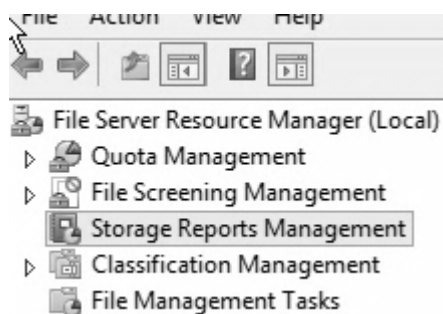 File Action View Help
File Server Resource Manager (Local)
Quota Management
File Screening Management
Storage Reports Management
Classification Management
File Management Tasks